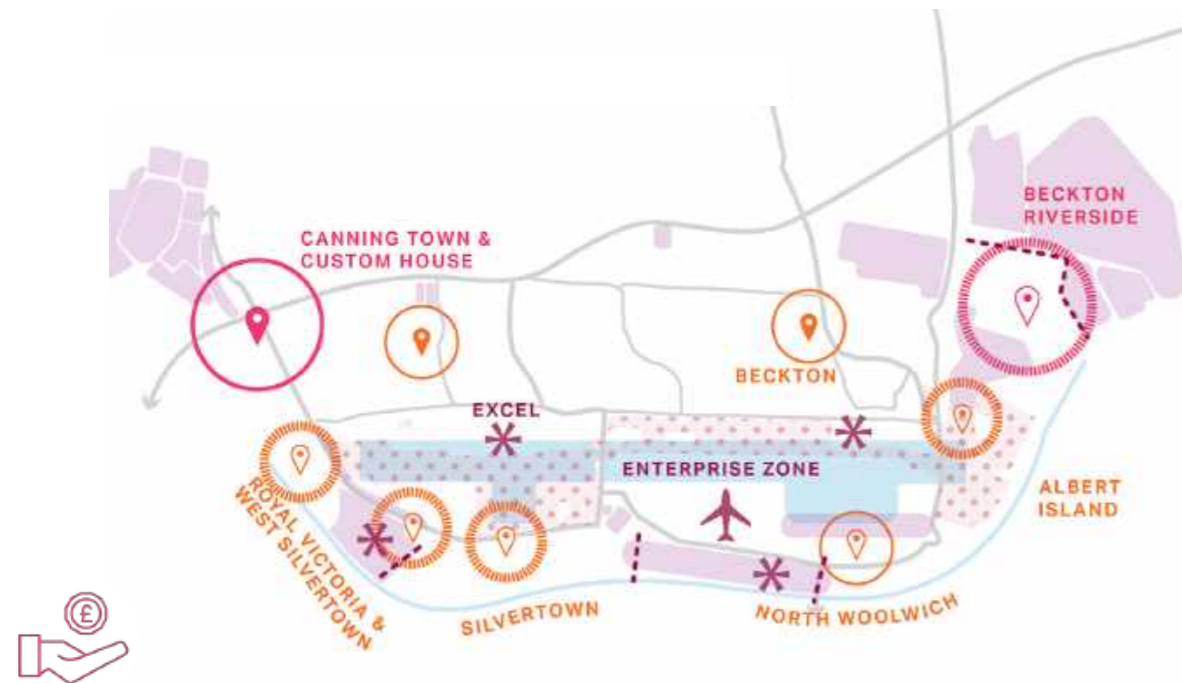 BECKTON
RIVERSIDE
CANNING TOWN &
CUSTOM HOUSE
BECKTON
EXCEL
ENTERPRISE ZONE
ALBERT
ISLAND
ROYAL VICTORIA &
WEST SILVERTOWN
SILVERTOWN
NORTH WOOLWICH
£